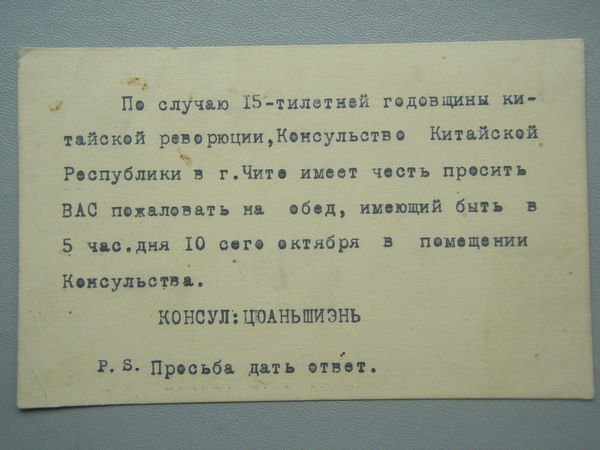 По случаю 15-тилетней годовщины ки-
тайской реворюции,Консульство Китайской
Республики в г.Чите имеет честь просить
ВАС пожаловать на обед, имеющий быть в
5 час.дня 10 сего октября в помещении
Консульства.
КОНСУЛ:ЦЮАНЬШИЭНЬ
P.S. Просьба дать ответ.